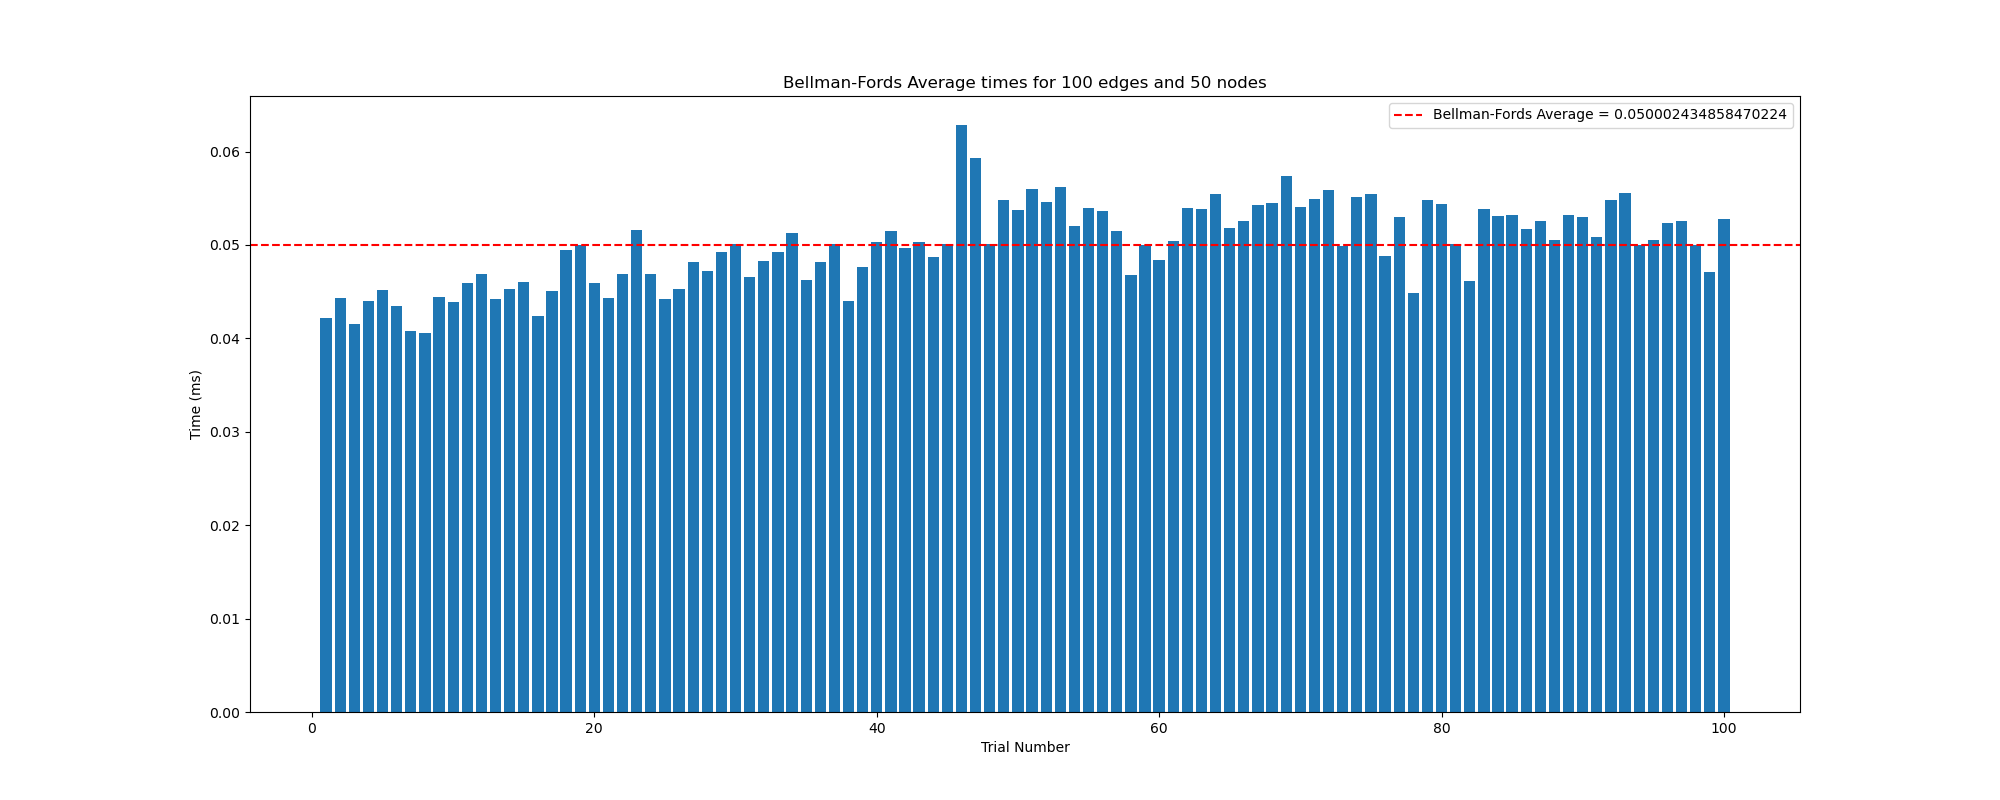 Bellman-Fords Average times for 100 edges and 50 nodes
Bellman-Fords Average = 0.050002434858470224
0.06
0.05
0.04
0.03
0.02
0.01
0.00
Time (ms)
0 20 40 60 80 100
Trial Number